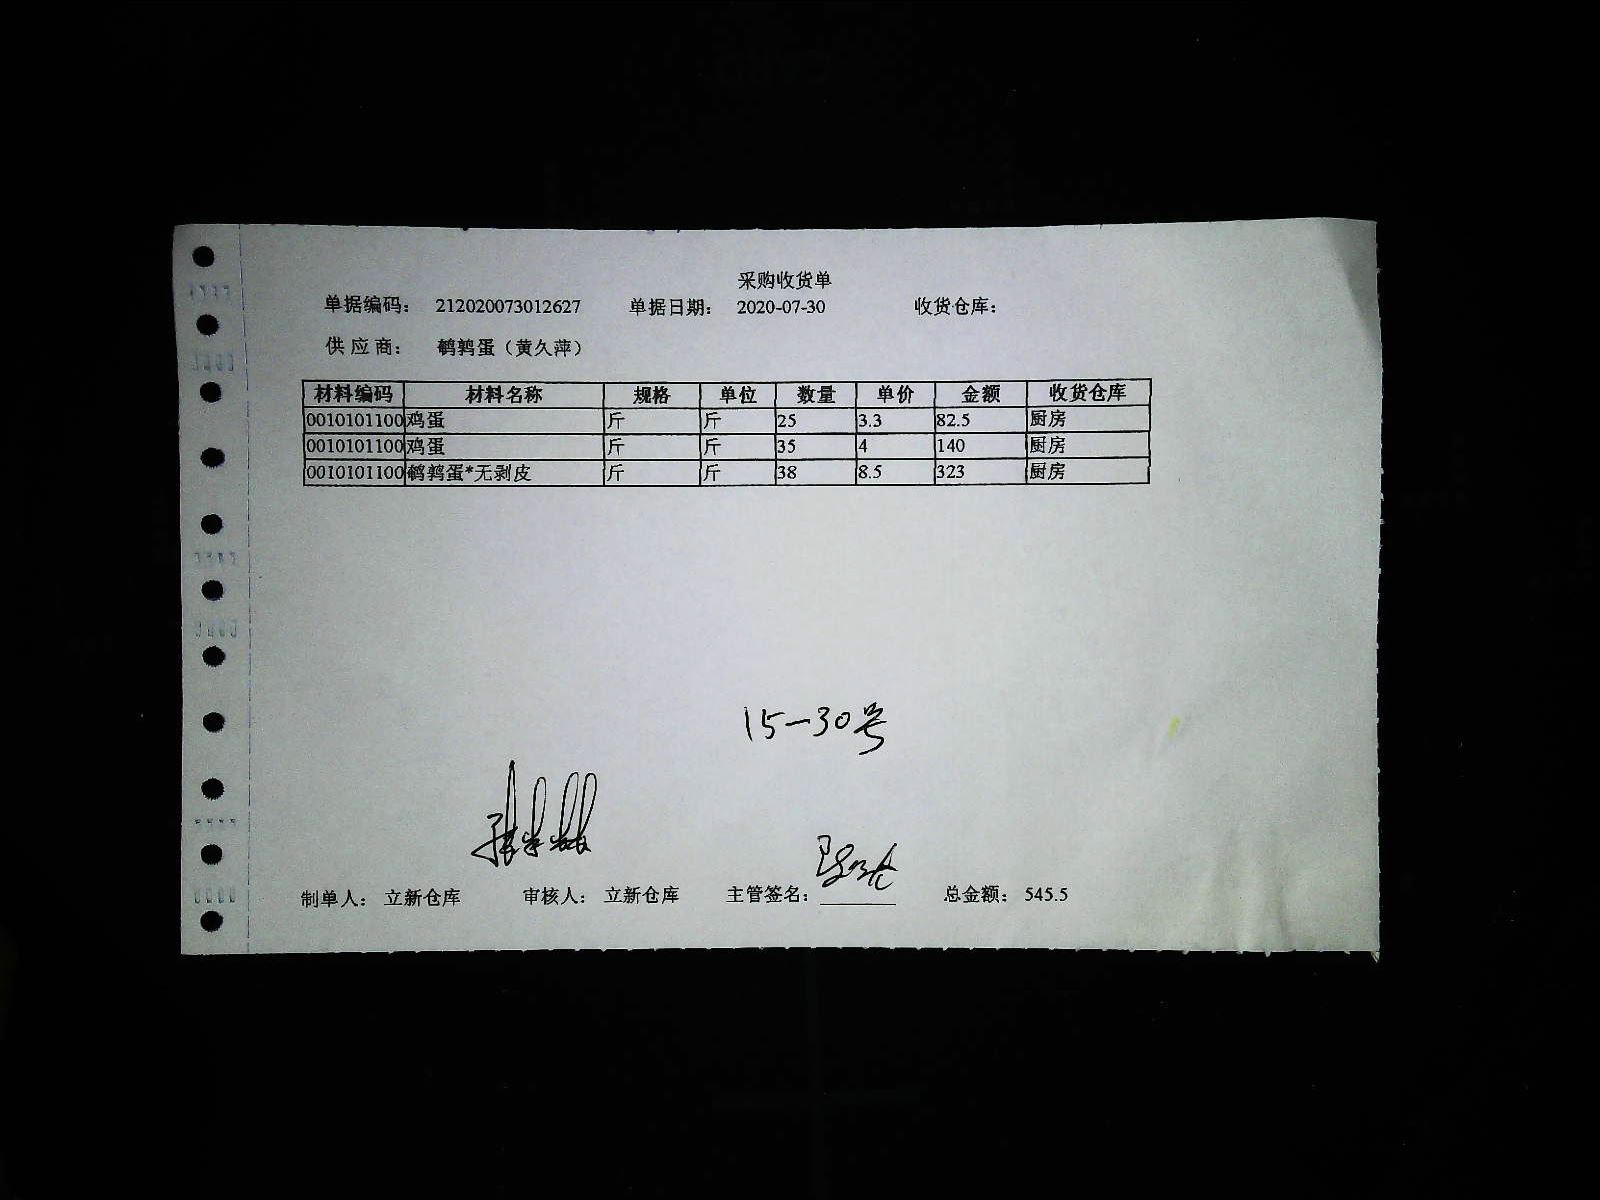 采购收货单
单据编码： 212020073012627 单据日期： 2020-07-30 收货仓库：
供 应 商： 鹌鹑蛋（黄久萍）
材料编码 材料名称 规格 单位 数量 单价 金额 收货仓库
0010101100 鸡蛋 斤 斤 25 3.3 82.5 厨房
0010101100 鸡蛋 斤 斤 35 4 140 厨房
0010101100 鹌鹑蛋*无剥皮 斤 斤 38 8.5 323 厨房
15-30号
制单人： 立新仓库 审核人： 立新仓库 主管签名： 总金额： 545.5